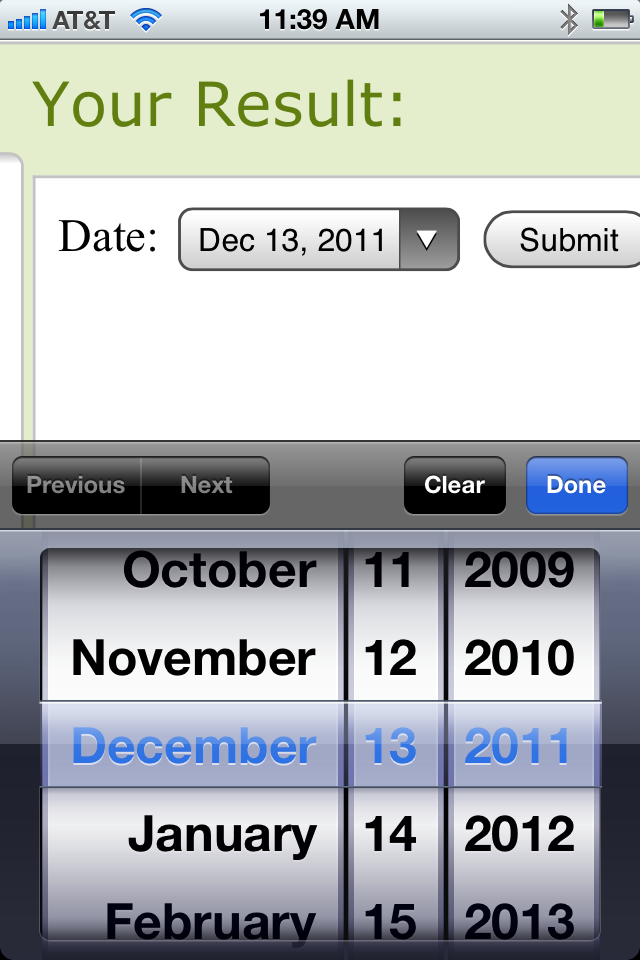 AT&T 11:39 AM
Your Result:
Date: Dec 13, 2011 Submit
Previous Next Clear Done
October 11 2009
November 12 2010
December 13 2011
January 14 2012
February 15 2013